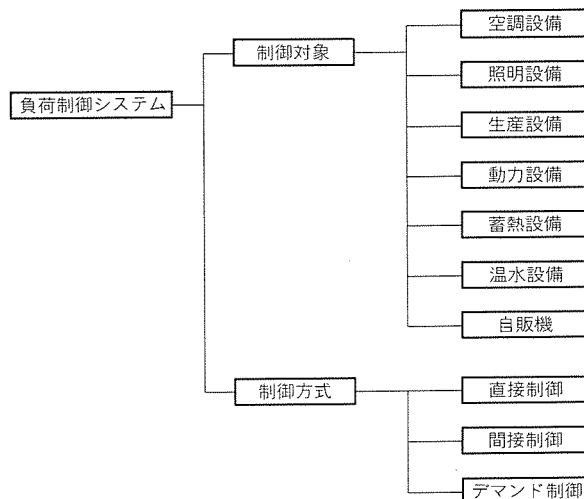 負荷制御システム
制御対象
空調設備
照明設備
生産設備
動力設備
蓄熱設備
温水設備
自販機
制御方式
直接制御
間接制御
デマンド制御